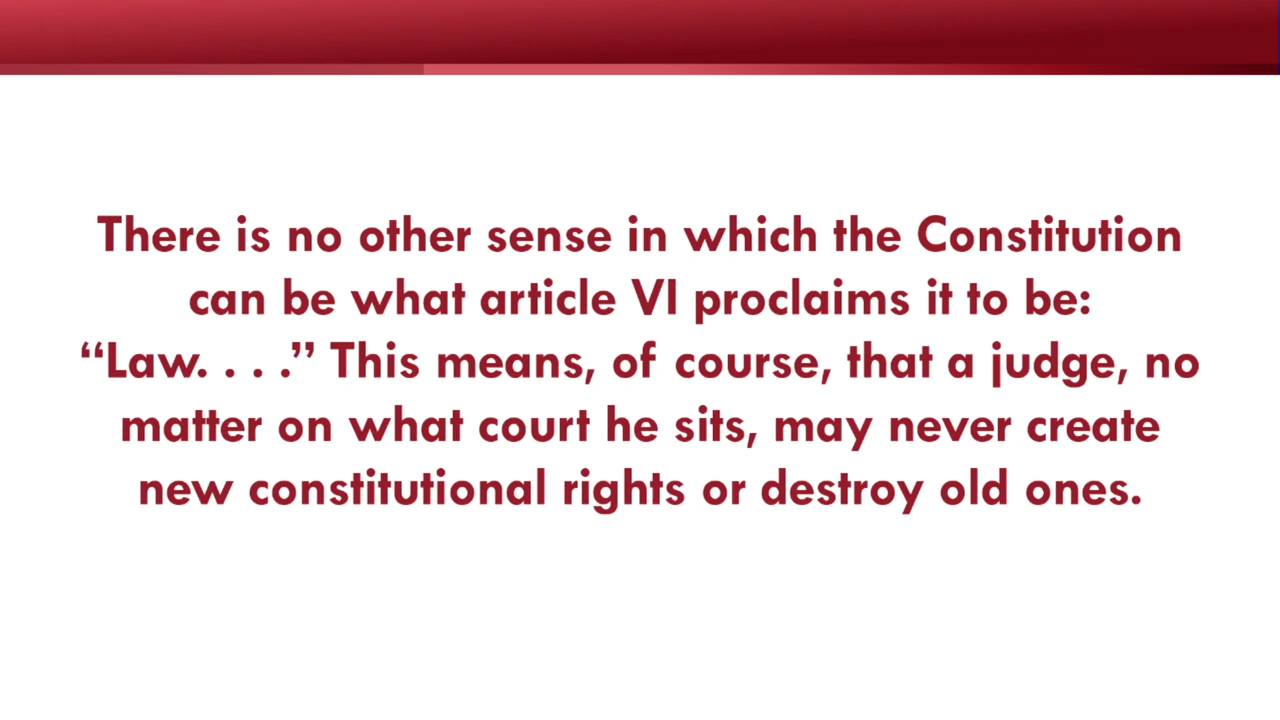 There is no other sense in which the Constitution
can be what article VI proclaims it to be:
“Law. . . .” This means, of course, that a judge, no
matter on what court he sits, may never create
new constitutional rights or destroy old ones.